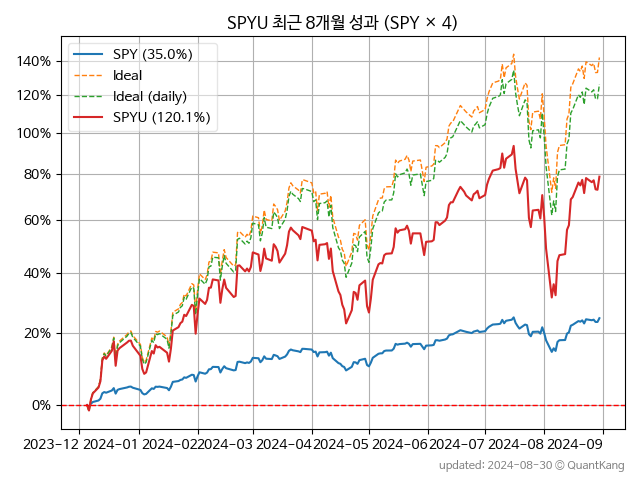 SPYU 최근 8개월 성과 (SPY × 4)
SPY (35.0%)
Ideal
Ideal (daily)
SPYU (120.1%)
140%
120%
100%
80%
60%
40%
20%
0%
2023-12 2024-01 2024-02 2024-03 2024-04 2024-05 2024-06 2024-07 2024-08 2024-09
updated: 2024-08-30 © QuantKang